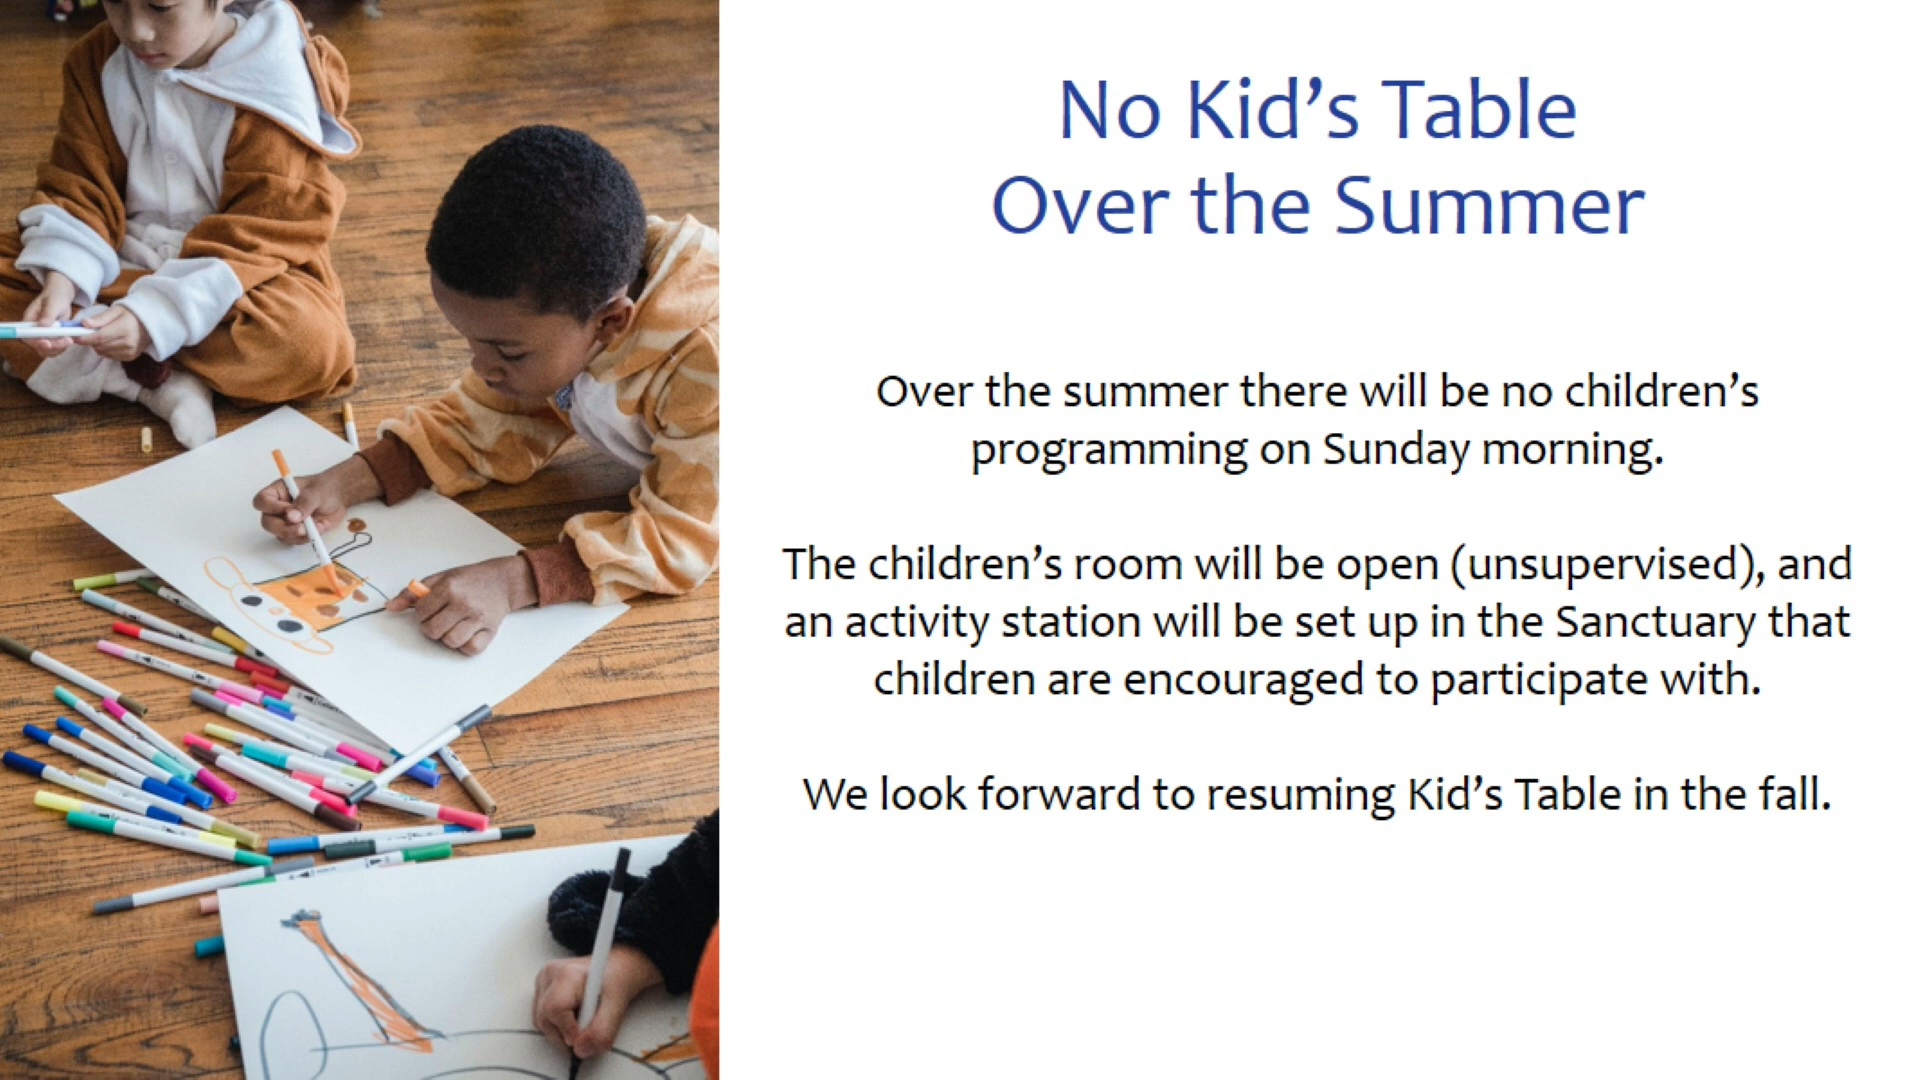 No Kid’s Table
Over the Summer
Over the summer there will be no children’s
programming on Sunday morning.
The children’s room will be open (unsupervised), and
an activity station will be set up in the Sanctuary that
children are encouraged to participate with.
We look forward to resuming Kid’s Table in the fall.